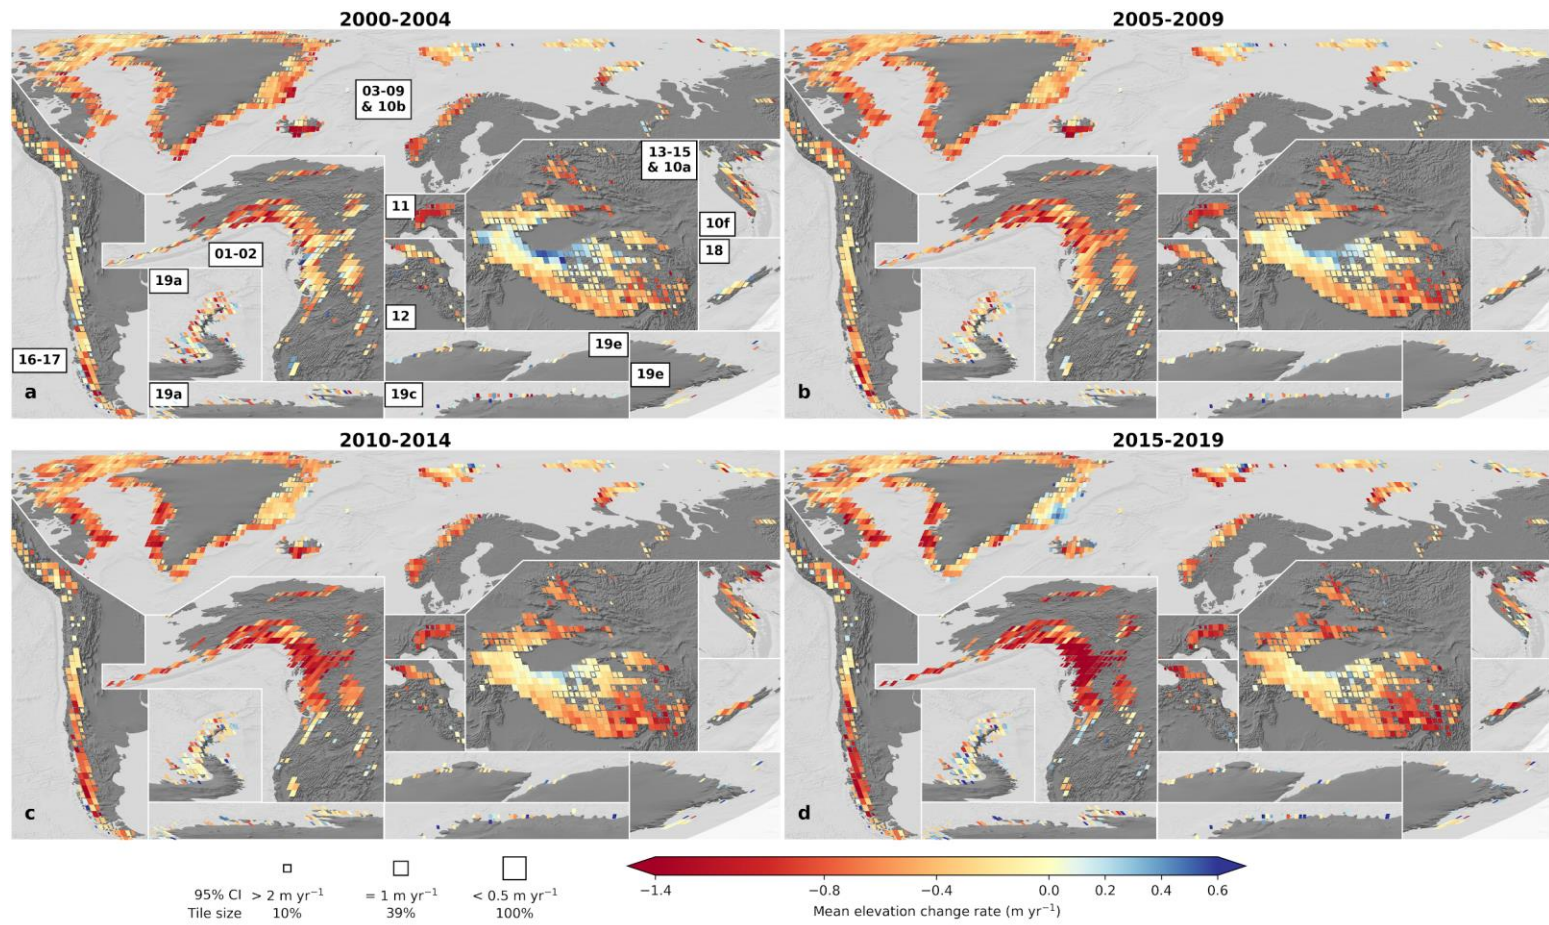 2000-2004
2005-2009
03-09
& 10b
13-15
& 10a
11
10f
01-02
18
19a
12
19e
16-17
19e
a
19a
19c
b
2010-2014
2015-2019
c
d
95% CI > 2 m yr⁻¹ = 1 m yr⁻¹ < 0.5 m yr⁻¹
Tile size 10% 39% 100%
−1.4 −0.8 −0.4 0.0 0.2 0.4 0.6
Mean elevation change rate (m yr⁻¹)